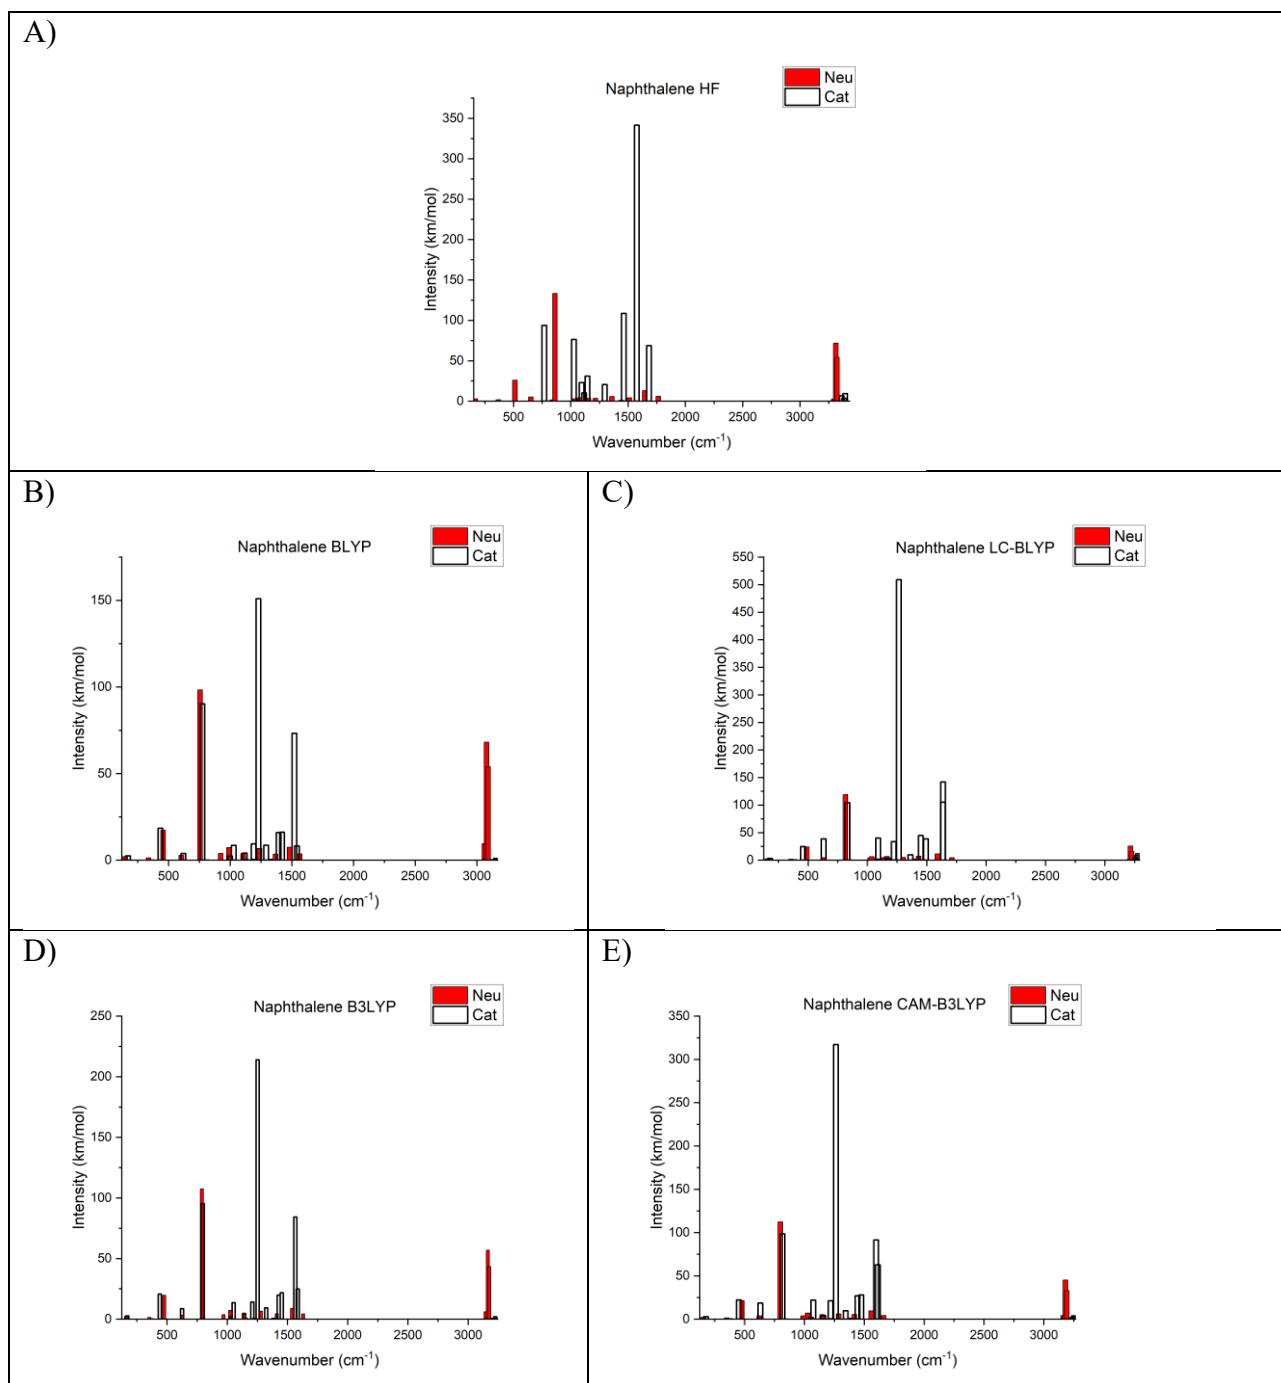 A)
Naphthalene HF
Neu
Cat
Intensity (km/mol)
350
300
250
200
150
100
50
0
500 1000 1500 2000 2500 3000
Wavenumber (cm⁻¹)
B)
Naphthalene BLYP
Neu
Cat
Intensity (km/mol)
150
100
50
0
500 1000 1500 2000 2500 3000
Wavenumber (cm⁻¹)
C)
Naphthalene LC-BLYP
Neu
Cat
Intensity (km/mol)
550
500
450
400
350
300
250
200
150
100
50
0
500 1000 1500 2000 2500 3000
Wavenumber (cm⁻¹)
D)
Naphthalene B3LYP
Neu
Cat
Intensity (km/mol)
250
200
150
100
50
0
500 1000 1500 2000 2500 3000
Wavenumber (cm⁻¹)
E)
Naphthalene CAM-B3LYP
Neu
Cat
Intensity (km/mol)
350
300
250
200
150
100
50
0
500 1000 1500 2000 2500 3000
Wavenumber (cm⁻¹)